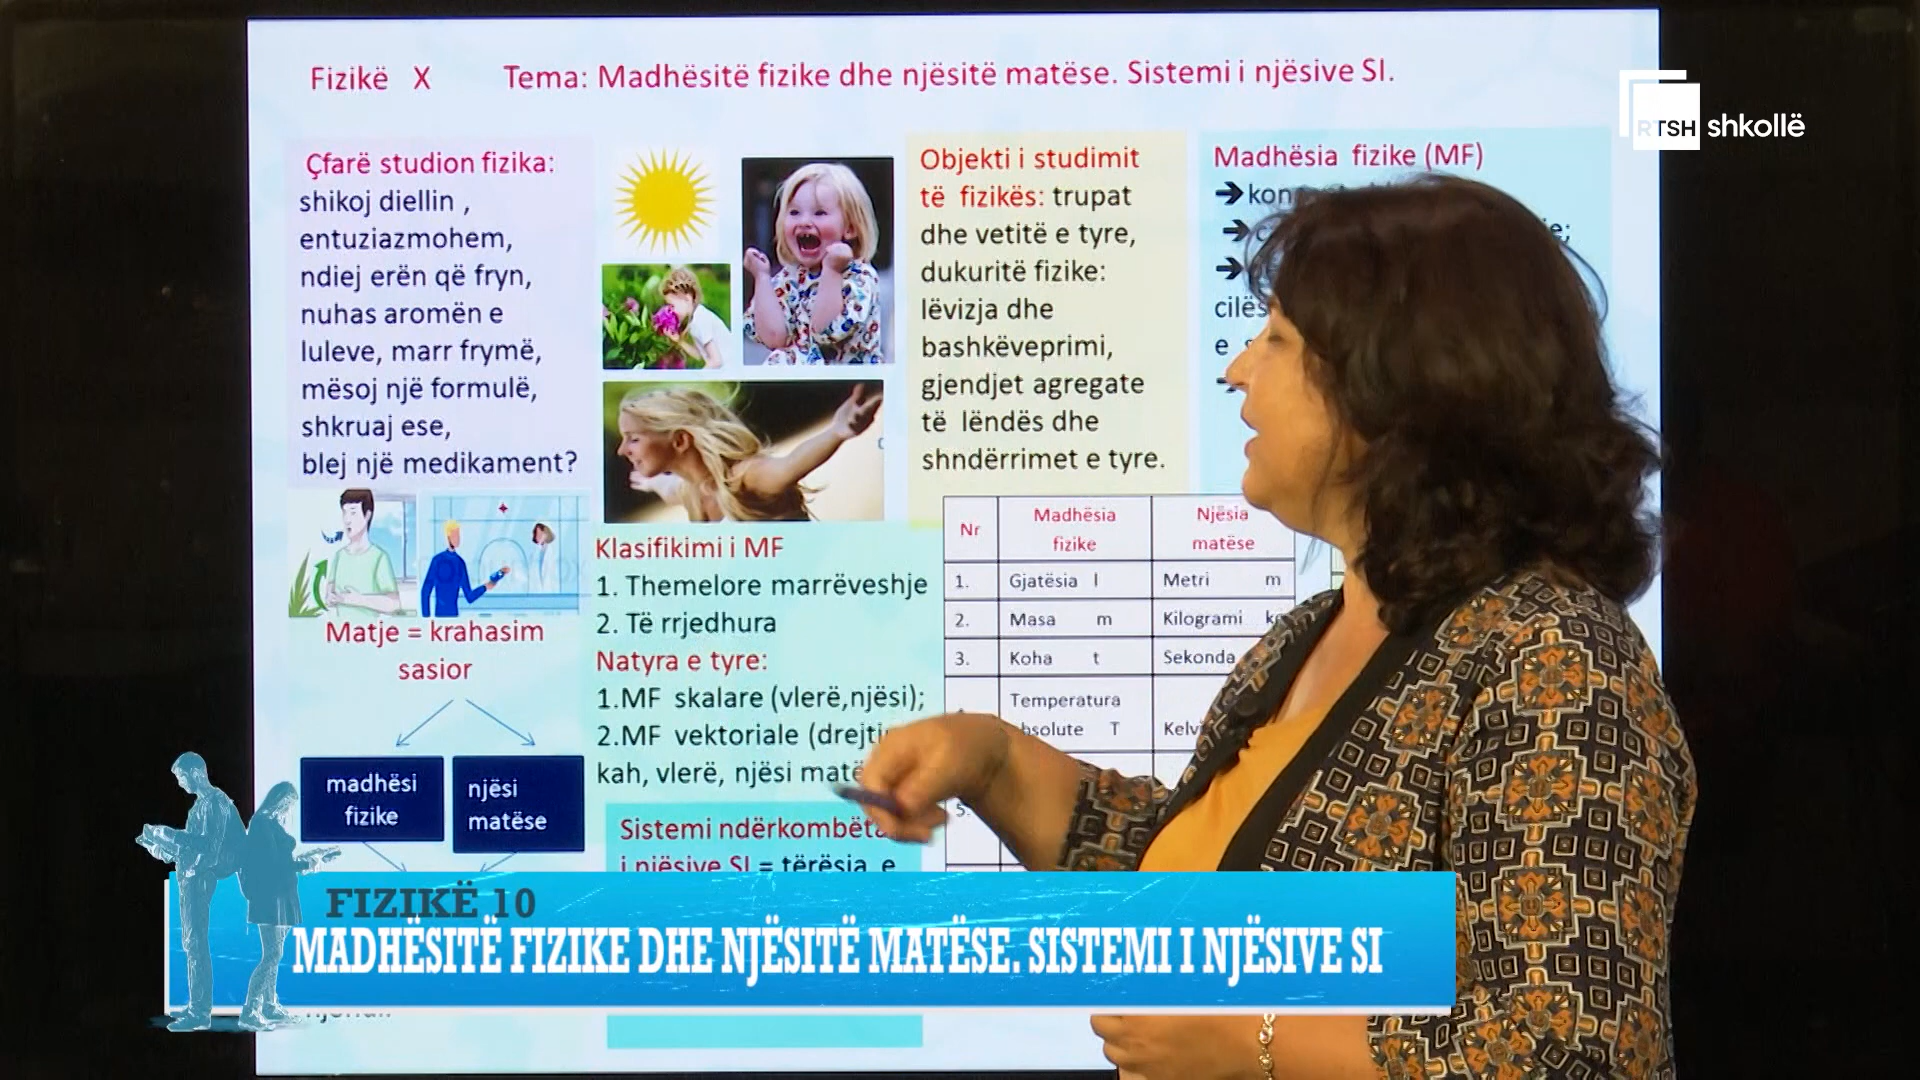 Fizikë X Tema: Madhësitë fizike dhe njësitë matëse. Sistemi i njësive SI.
RTSH shkollë
Çfarë studion fizika:
shikoj diellin ,
entuziazmohem,
ndiej erën që fryn,
nuhas aromën e
luleve, marr frymë,
mësoj një formulë,
shkruaj ese,
blej një medikament?
Matje = krahasim
sasior
madhësi
fizike
njësi
matëse
Objekti i studimit
të fizikës: trupat
dhe vetitë e tyre,
dukuritë fizike:
lëvizja dhe
bashkëveprimi,
gjendjet agregate
të lëndës dhe
shndërrimet e tyre.
Madhësia fizike (MF)
Klasifikimi i MF
1. Themelore marrëveshje
2. Të rrjedhura
Natyra e tyre:
1.MF skalare (vlerë,njësi);
2.MF vektoriale
kah, vlerë, njësi
Sistemi
i njësive SI = tërësia e
Nr Madhësia fizike Njësia matëse
1. Gjatësia l Metri m
2. Masa m Kilogrami
3. Koha t Sekonda
Temperatura
T
5.
FIZIKË 10
MADHËSITË FIZIKE DHE NJËSITË MATËSE. SISTEMI I NJËSIVE SI